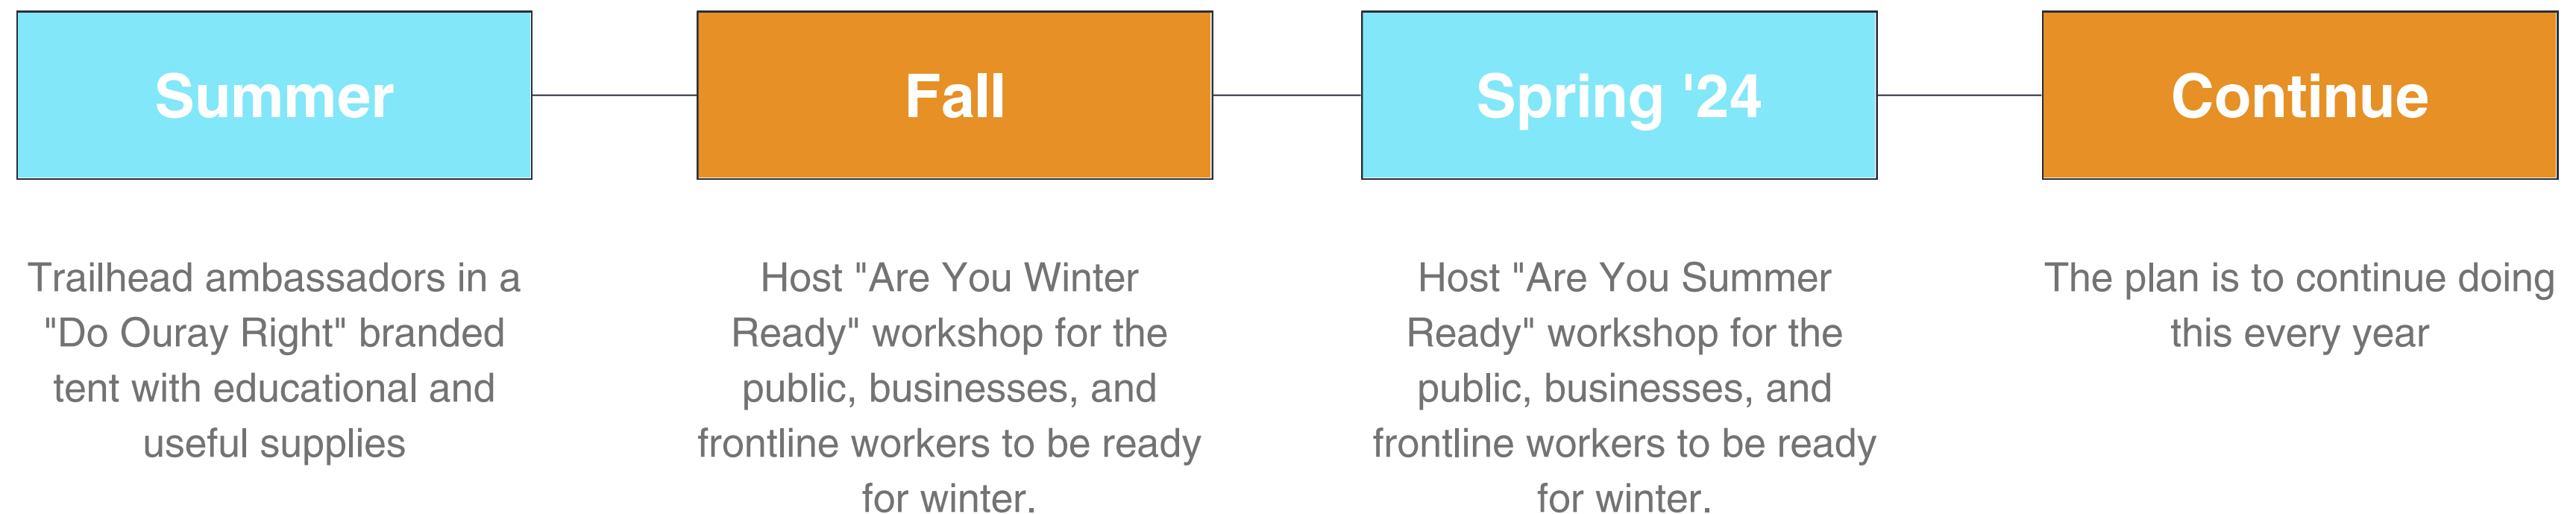 Summer
Fall
Spring '24
Continue
Trailhead ambassadors in a
"Do Ouray Right" branded
tent with educational and
useful supplies
Host "Are You Winter
Ready" workshop for the
public, businesses, and
frontline workers to be ready
for winter.
Host "Are You Summer
Ready" workshop for the
public, businesses, and
frontline workers to be ready
for winter.
The plan is to continue doing
this every year